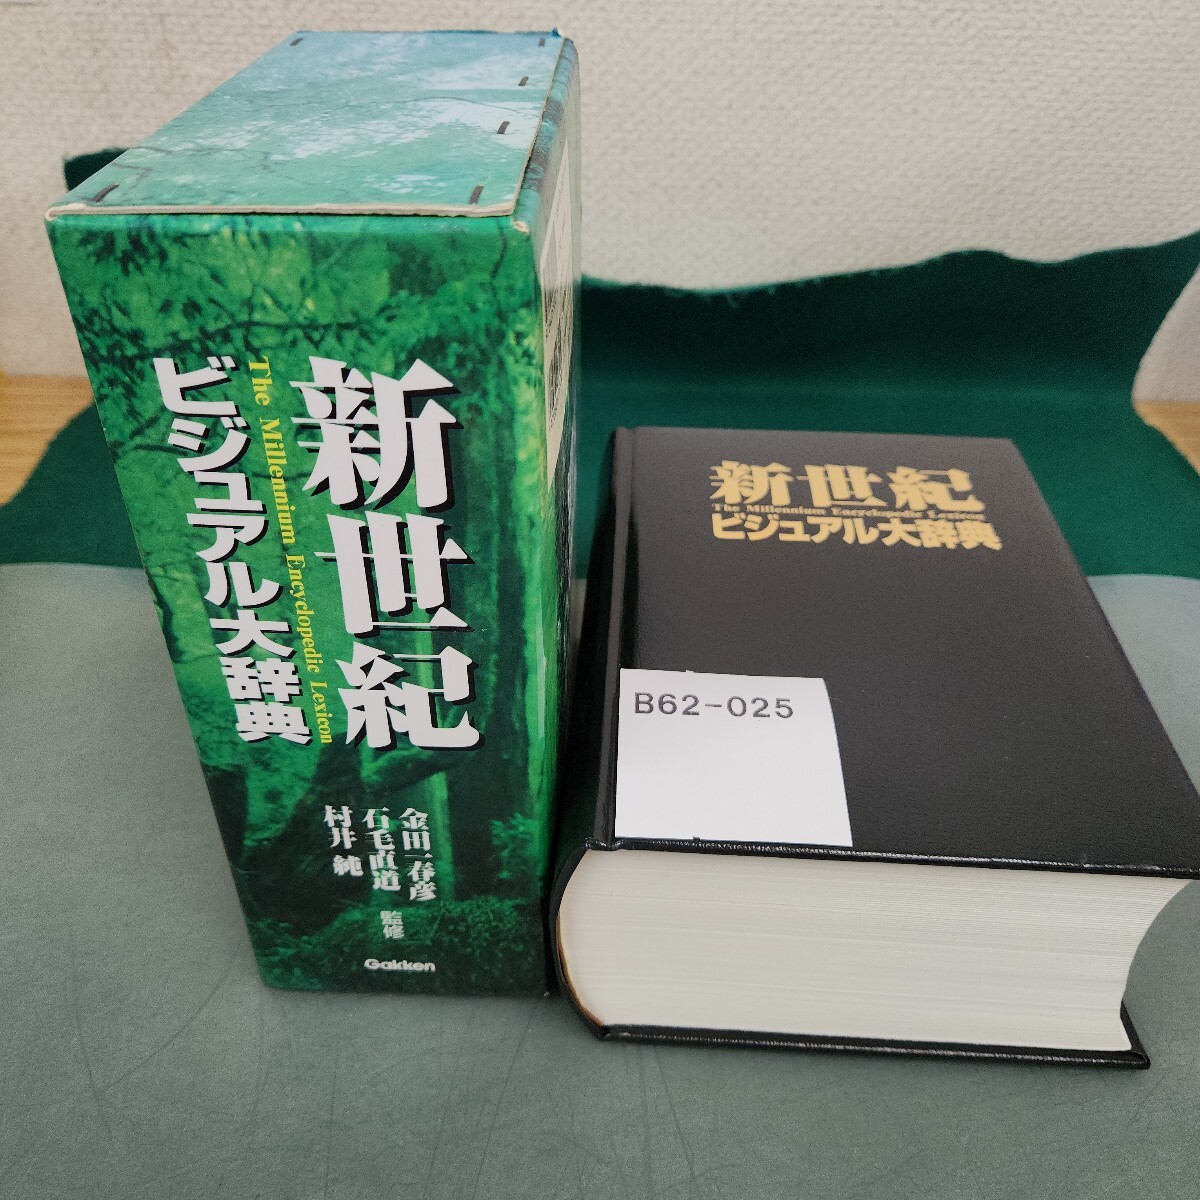 新世紀
The Millennium Encyclopedic Lexicon
ビジュアル大辞典
金田一春彦
石毛直道
村井 純
監修
Gakken
新世紀
The Millennium Encyclopedic Lexicon
ビジュアル大辞典
B62-025